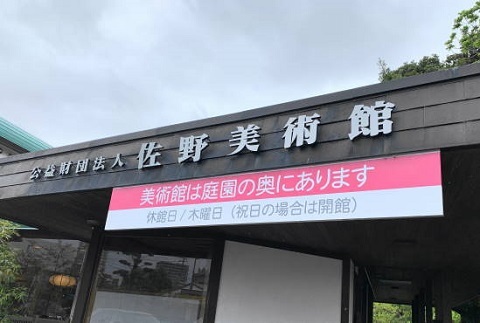 公益財団法人 佐野美術館
美術館は庭園の奥にあります
休館日/木曜日（祝日の場合は開館）